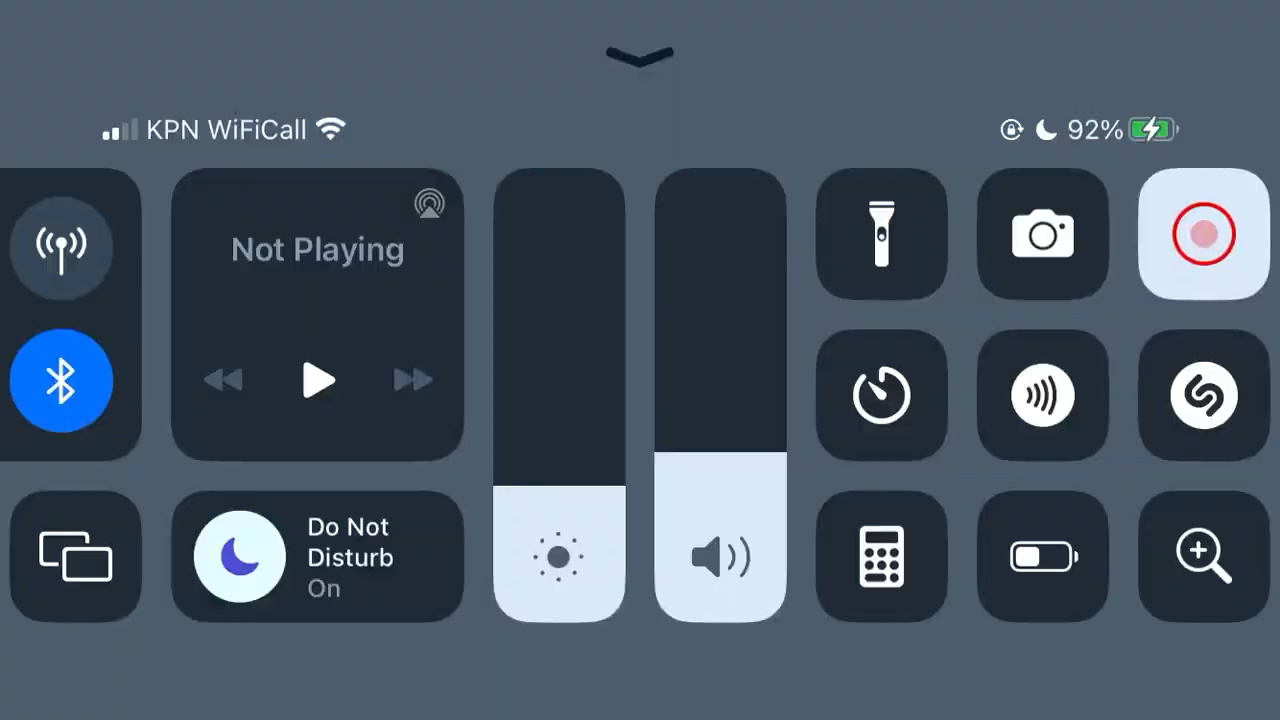 KPN WiFiCall
92%
Not Playing
Do Not
Disturb
On